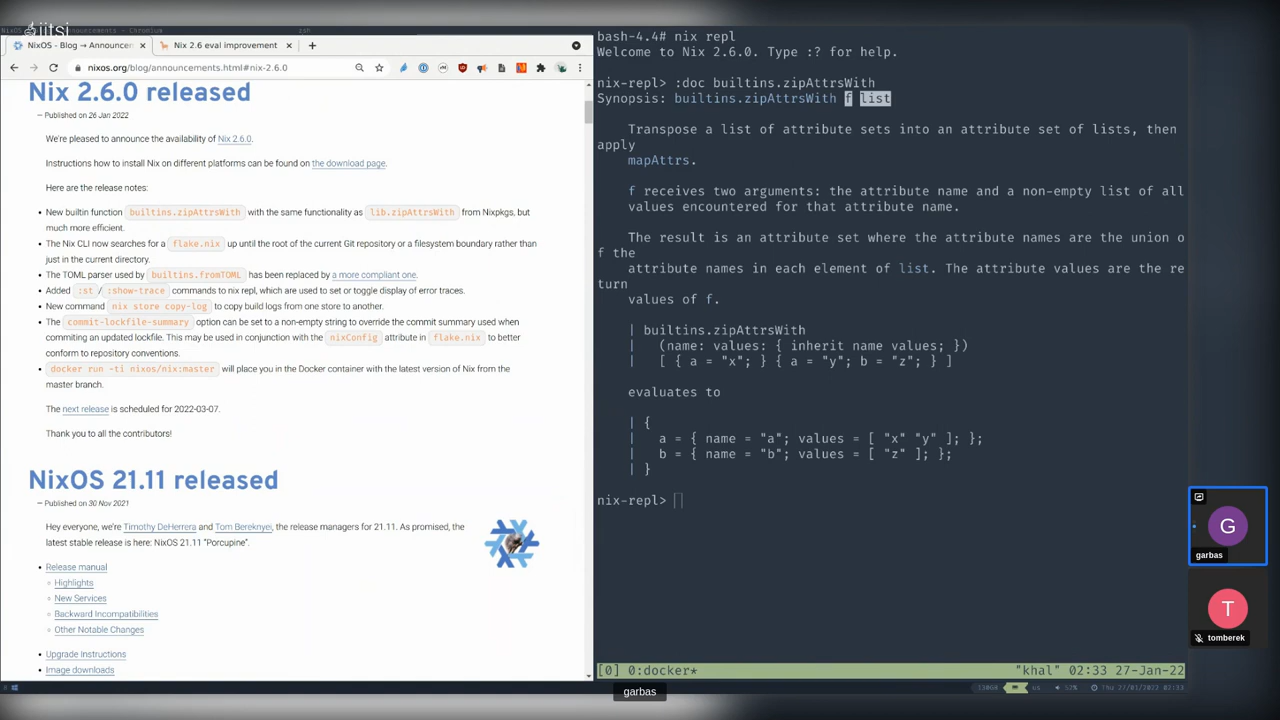 jitsi
NixOS - Blog → Announcem
Nix 2.6 eval improvement
nixos.org/blog/announcements.html#nix-2.6.0
Nix 2.6.0 released
— Published on 26 Jan 2022
We're pleased to announce the availability of Nix 2.6.0.
Instructions how to install Nix on different platforms can be found on the download page.
Here are the release notes:
• New builtin function builtins.zipAttrsWith with the same functionality as lib.zipAttrsWith from Nixpkgs, but
much more efficient.
• The Nix CLI now searches for a flake.nix up until the root of the current Git repository or a filesystem boundary rather than
just in the current directory.
• The TOML parser used by builtins.fromTOML has been replaced by a more compliant one.
• Added :st / :show-trace commands to nix repl, which are used to set or toggle display of error traces.
• New command nix store copy-log to copy build logs from one store to another.
• The commit-lockfile-summary option can be set to a non-empty string to override the commit summary used when
commiting an updated lockfile. This may be used in conjunction with the nixConfig attribute in flake.nix to better
conform to repository conventions.
• docker run -ti nixos/nix:master will place you in the Docker container with the latest version of Nix from the
master branch.
The next release is scheduled for 2022-03-07.
Thank you to all the contributors!
NixOS 21.11 released
— Published on 30 Nov 2021
Hey everyone, we're Timothy DeHerrera and Tom Bereknyei, the release managers for 21.11. As promised, the
latest stable release is here: NixOS 21.11 "Porcupine".
• Release manual
Highlights
New Services
Backward Incompatibilities
Other Notable Changes
• Upgrade Instructions
• Image downloads
bash-4.4# nix repl
Welcome to Nix 2.6.0. Type :? for help.
nix-repl> :doc builtins.zipAttrsWith
Synopsis: builtins.zipAttrsWith f list
Transpose a list of attribute sets into an attribute set of lists, then
apply
mapAttrs.
f receives two arguments: the attribute name and a non-empty list of all
values encountered for that attribute name.
The result is an attribute set where the attribute names are the union o
f the
attribute names in each element of list. The attribute values are the re
turn
values of f.
| builtins.zipAttrsWith
| (name: values: { inherit name values; })
| [ { a = "x"; } { a = "y"; b = "z"; } ]
evaluates to
| {
| a = { name = "a"; values = [ "x" "y" ]; };
| b = { name = "b"; values = [ "z" ]; };
| }
nix-repl>
[0] 0:docker* "khal" 02:33 27-Jan-22
130GB us 52% Thu 27/01/2022 02:33
G
garbas
T
tomberek
garbas